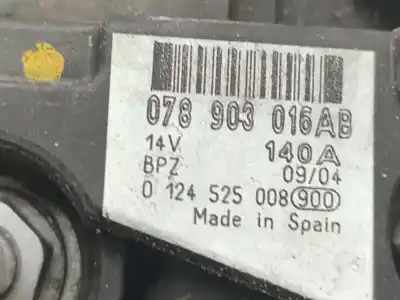 078 903 016AB
14V 140A
BPZ 09/04
0 124 525 008 900
Made in Spain